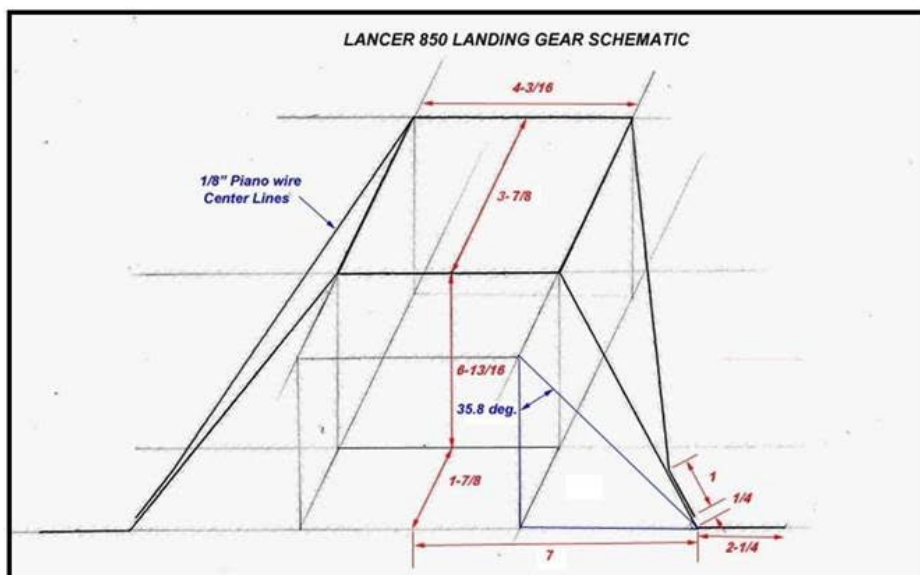 LANCER 850 LANDING GEAR SCHEMATIC
4-3/16
1/8" Piano wire
Center Lines
3- 7/8
6-13/16
35.8 deg.
1-7/8
1
1/4
7
2-1/4